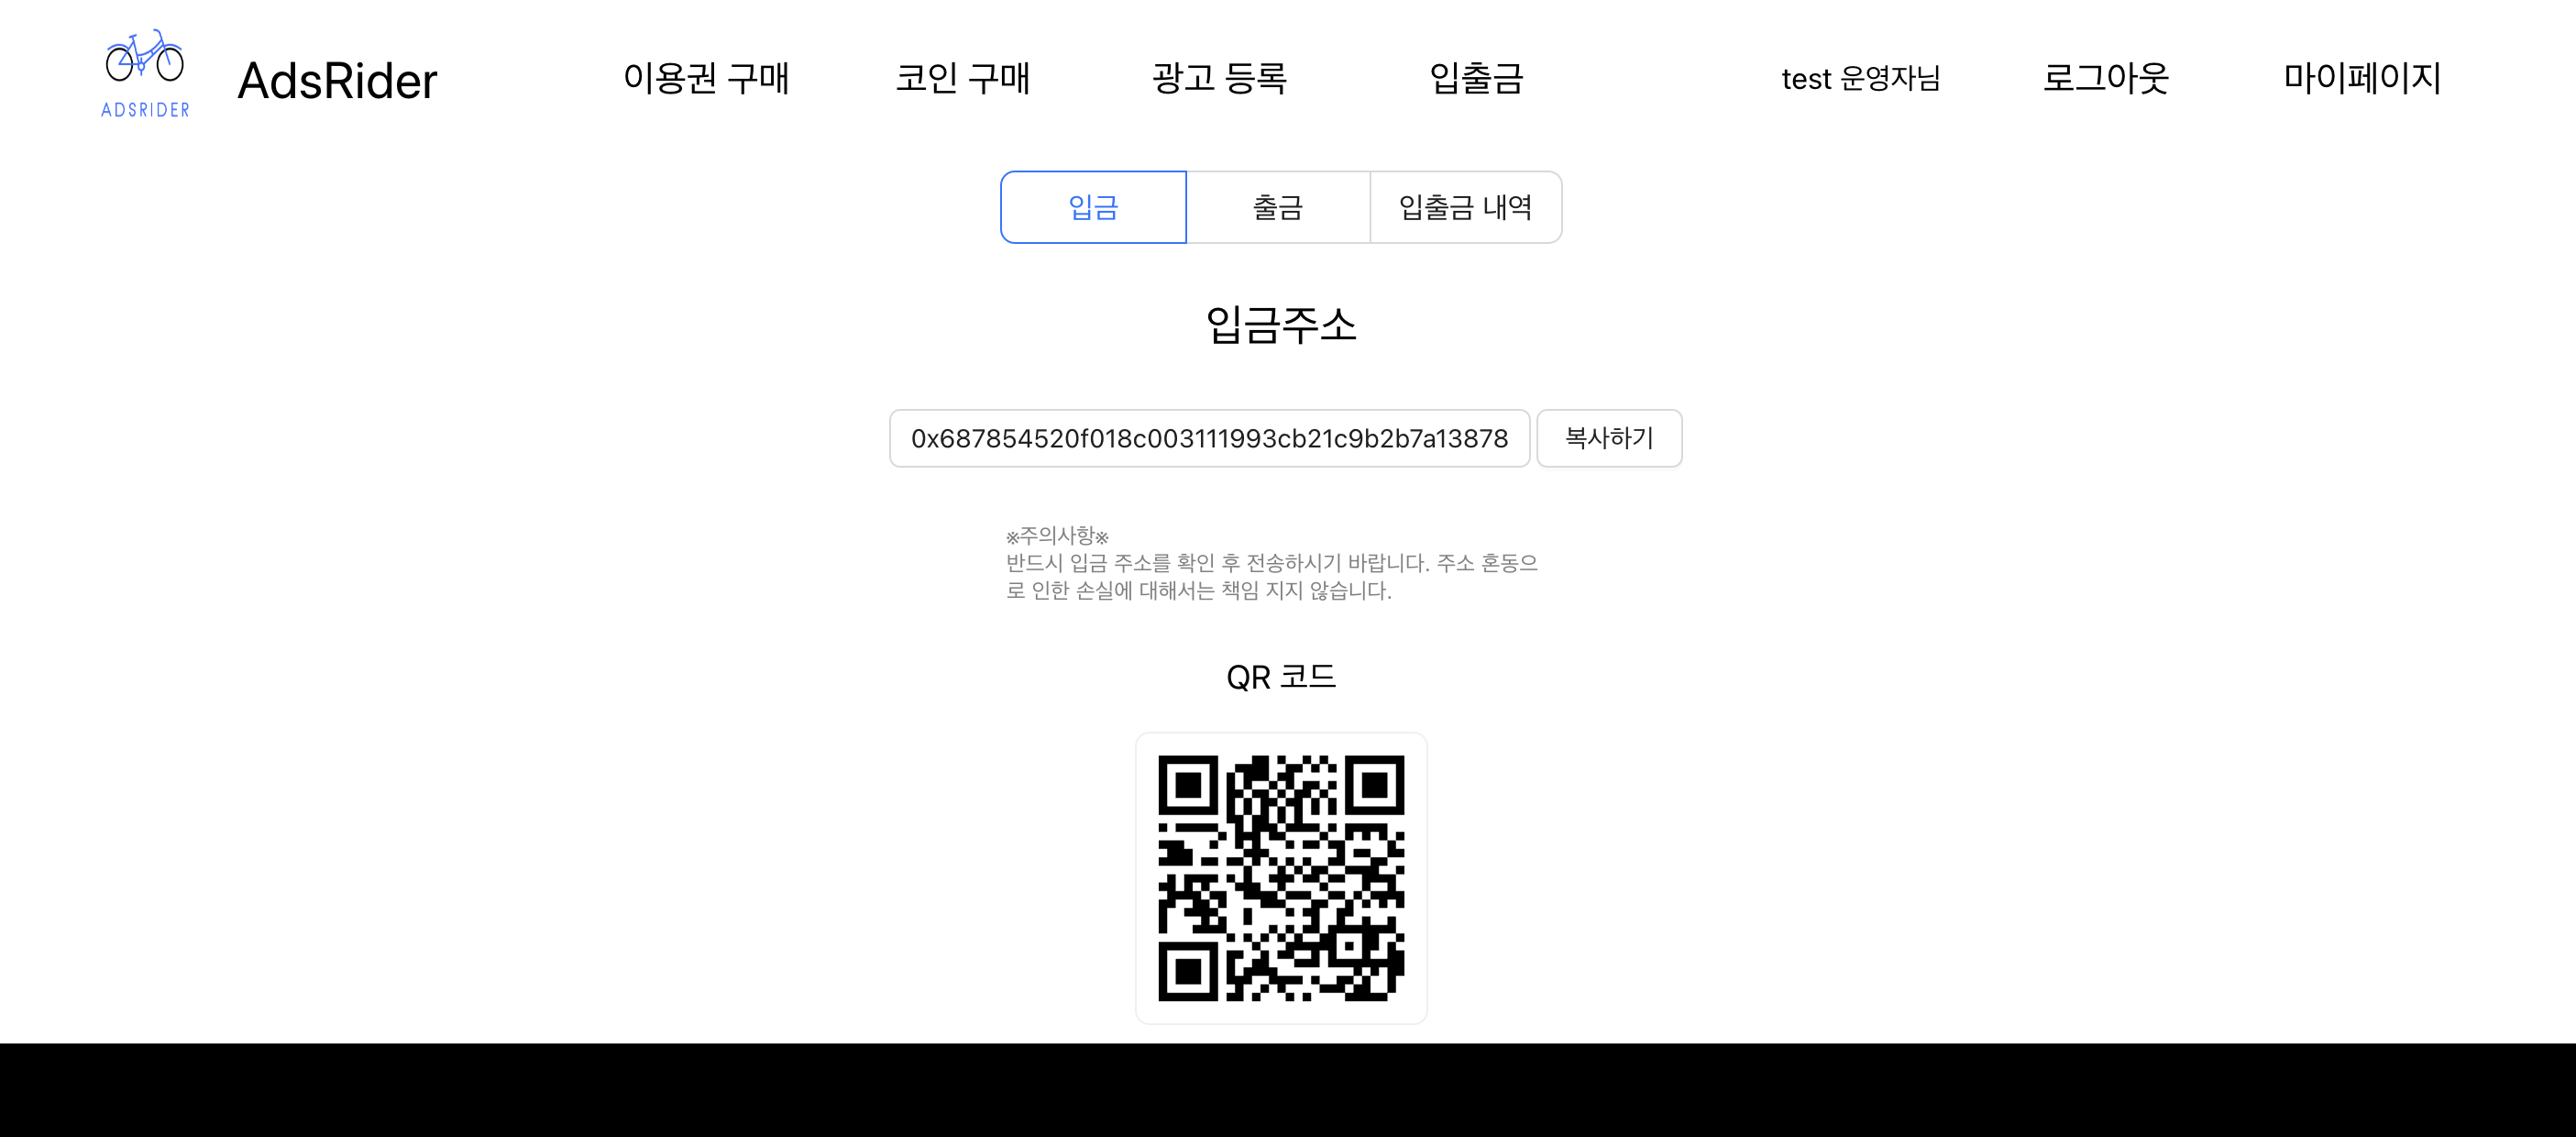 ADSRIDER
AdsRider
이용권 구매
코인 구매
광고 등록
입출금
test 운영자님
로그아웃
마이페이지
입금
출금
입출금 내역
입금주소
0x687854520f018c003111993cb21c9b2b7a13878
복사하기
※주의사항※
반드시 입금 주소를 확인 후 전송하시기 바랍니다. 주소 혼동으
로 인한 손실에 대해서는 책임 지지 않습니다.
QR 코드